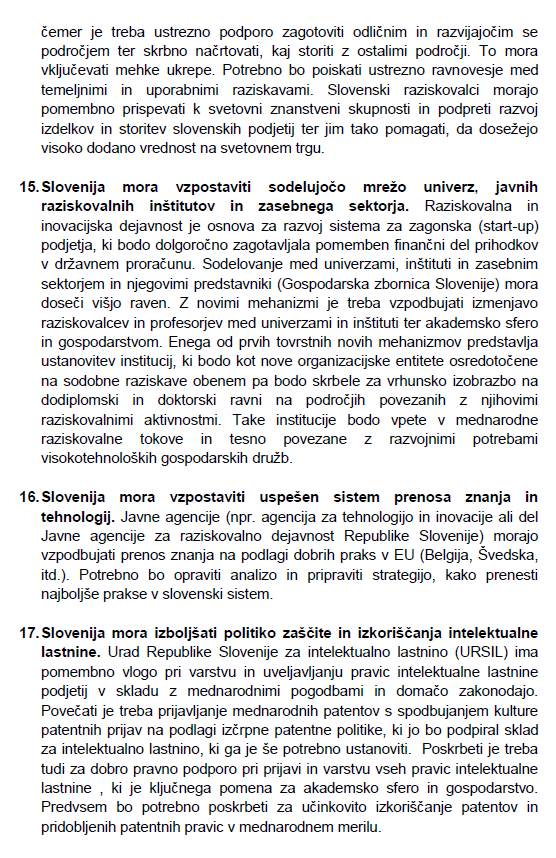 čemer je treba ustrezno podporo zagotoviti odličnim in razvijajočim se
področjem ter skrbno načrtovati, kaj storiti z ostalimi področji. To mora
vključevati mehke ukrepe. Potrebno bo poiskati ustrezno ravnovesje med
temeljnimi in uporabnimi raziskavami. Slovenski raziskovalci morajo
pomembno prispevati k svetovni znanstveni skupnosti in podpreti razvoj
izdelkov in storitev slovenskih podjetij ter jim tako pomagati, da dosežejo
visoko dodano vrednost na svetovnem trgu.
15. Slovenija mora vzpostaviti sodelujočo mrežo univerz, javnih
raziskovalnih inštitutov in zasebnega sektorja. Raziskovalna in
inovacijska dejavnost je osnova za razvoj sistema za zagonska (start-up)
podjetja, ki bodo dolgoročno zagotavljala pomemben finančni del prihodkov
v državnem proračunu. Sodelovanje med univerzami, inštituti in zasebnim
sektorjem in njegovimi predstavniki (Gospodarska zbornica Slovenije) mora
doseči višjo raven. Z novimi mehanizmi je treba vzpodbujati izmenjavo
raziskovalcev in profesorjev med univerzami in inštituti ter akademsko sfero
in gospodarstvom. Enega od prvih tovrstnih novih mehanizmov predstavlja
ustanovitev institucij, ki bodo kot nove organizacijske entitete osredotočene
na sodobne raziskave obenem pa bodo skrbele za vrhunsko izobrazbo na
dodiplomski in doktorski ravni na področjih povezanih z njihovimi
raziskovalnimi aktivnostmi. Take institucije bodo vpete v mednarodne
raziskovalne tokove in tesno povezane z razvojnimi potrebami
visokotehnoloških gospodarskih družb.
16. Slovenija mora vzpostaviti uspešen sistem prenosa znanja in
tehnologij. Javne agencije (npr. agencija za tehnologijo in inovacije ali del
Javne agencije za raziskovalno dejavnost Republike Slovenije) morajo
vzpodbujati prenos znanja na podlagi dobrih praks v EU (Belgija, Švedska,
itd.). Potrebno bo opraviti analizo in pripraviti strategijo, kako prenesti
najboljše prakse v slovenski sistem.
17. Slovenija mora izboljšati politiko zaščite in izkoriščanja intelektualne
lastnine. Urad Republike Slovenije za intelektualno lastnino (URSIL) ima
pomembno vlogo pri varstvu in uveljavljanju pravic intelektualne lastnine
podjetij v skladu z mednarodnimi pogodbami in domačo zakonodajo.
Povečati je treba prijavljanje mednarodnih patentov s spodbujanjem kulture
patentnih prijav na podlagi izčrpne patentne politike, ki jo bo podpiral sklad
za intelektualno lastnino, ki ga je še potrebno ustanoviti. Poskrbeti je treba
tudi za dobro pravno podporo pri prijavi in varstvu vseh pravic intelektualne
lastnine , ki je ključnega pomena za akademsko sfero in gospodarstvo.
Predvsem bo potrebno poskrbeti za učinkovito izkoriščanje patentov in
pridobljenih patentnih pravic v mednarodnem merilu.